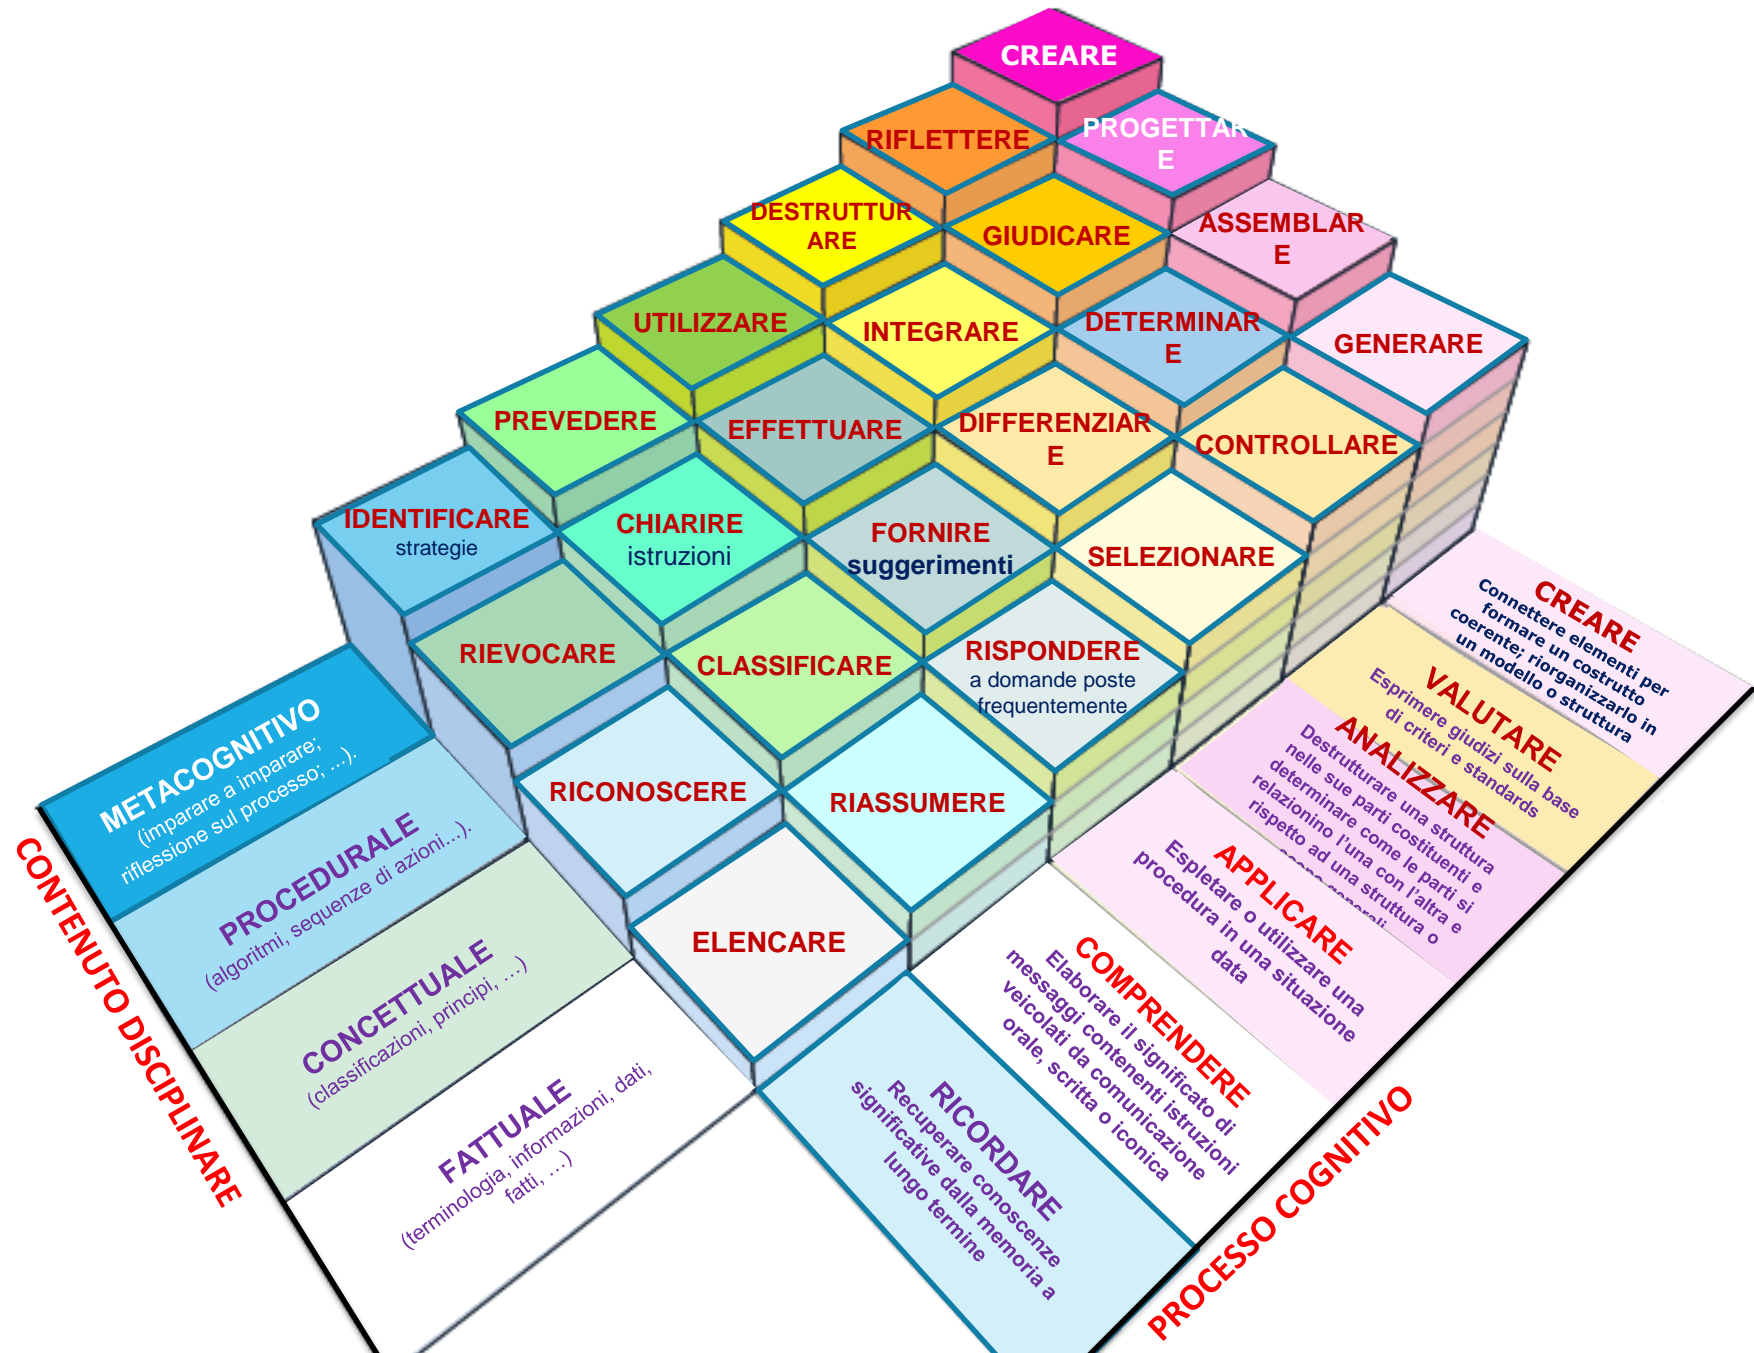 CREARE
PROGETTAR
E
RIFLETTERE
ASSEMBLAR
E
DESTRUTTUR
ARE
GIUDICARE
UTILIZZARE
INTEGRARE
DETERMINAR
E
GENERARE
PREVEDERE
EFFETTUARE
DIFFERENZIAR
E
CONTROLLARE
IDENTIFICARE
strategie
CHIARIRE
istruzioni
FORNIRE
suggerimenti
SELEZIONARE
RIEVOCARE
CLASSIFICARE
RISPONDERE
a domande poste
frequentemente
RICONOSCERE
RIASSUMERE
ELENCARE
METACOGNITIVO
(imparare a imparare;
riflessione sul processo; ...).
PROCEDURALE
(algoritmi, sequenze di azioni...).
CONCETTUALE
(classificazioni, principi, ...)
FATTUALE
(terminologia, informazioni, dati,
fatti, ...)
CONTENUTO DISCIPLINARE
CREARE
Connettere elementi per
formare un costrutto
coerente; riorganizzarlo in
un modello o struttura
VALUTARE
Esprimere giudizi sulla base
di criteri e standards
ANALIZZARE
Destrutturare una struttura
nelle sue parti costituenti e
determinare come le parti si
relazionino l'una con l'altra e
rispetto ad una struttura o
APPLICARE
Espletare o utilizzare una
procedura in una situazione
data
COMPRENDERE
Elaborare il significato di
messaggi contenenti istruzioni
veicolati da comunicazione
orale, scritta o iconica
RICORDARE
Recuperare conoscenze
significative dalla memoria a
lungo termine
PROCESSO COGNITIVO